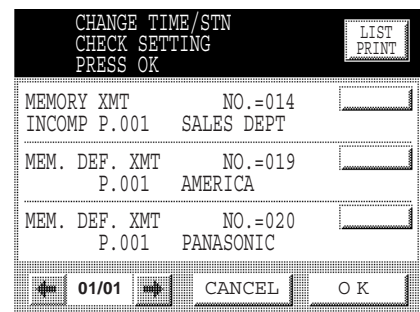 CHANGE TIME/STN
CHECK SETTING
PRESS OK
LIST
PRINT
MEMORY XMT NO.=014
INCOMP P.001 SALES DEPT
MEM. DEF. XMT NO.=019
P.001 AMERICA
MEM. DEF. XMT NO.=020
P.001 PANASONIC
01/01 CANCEL O K